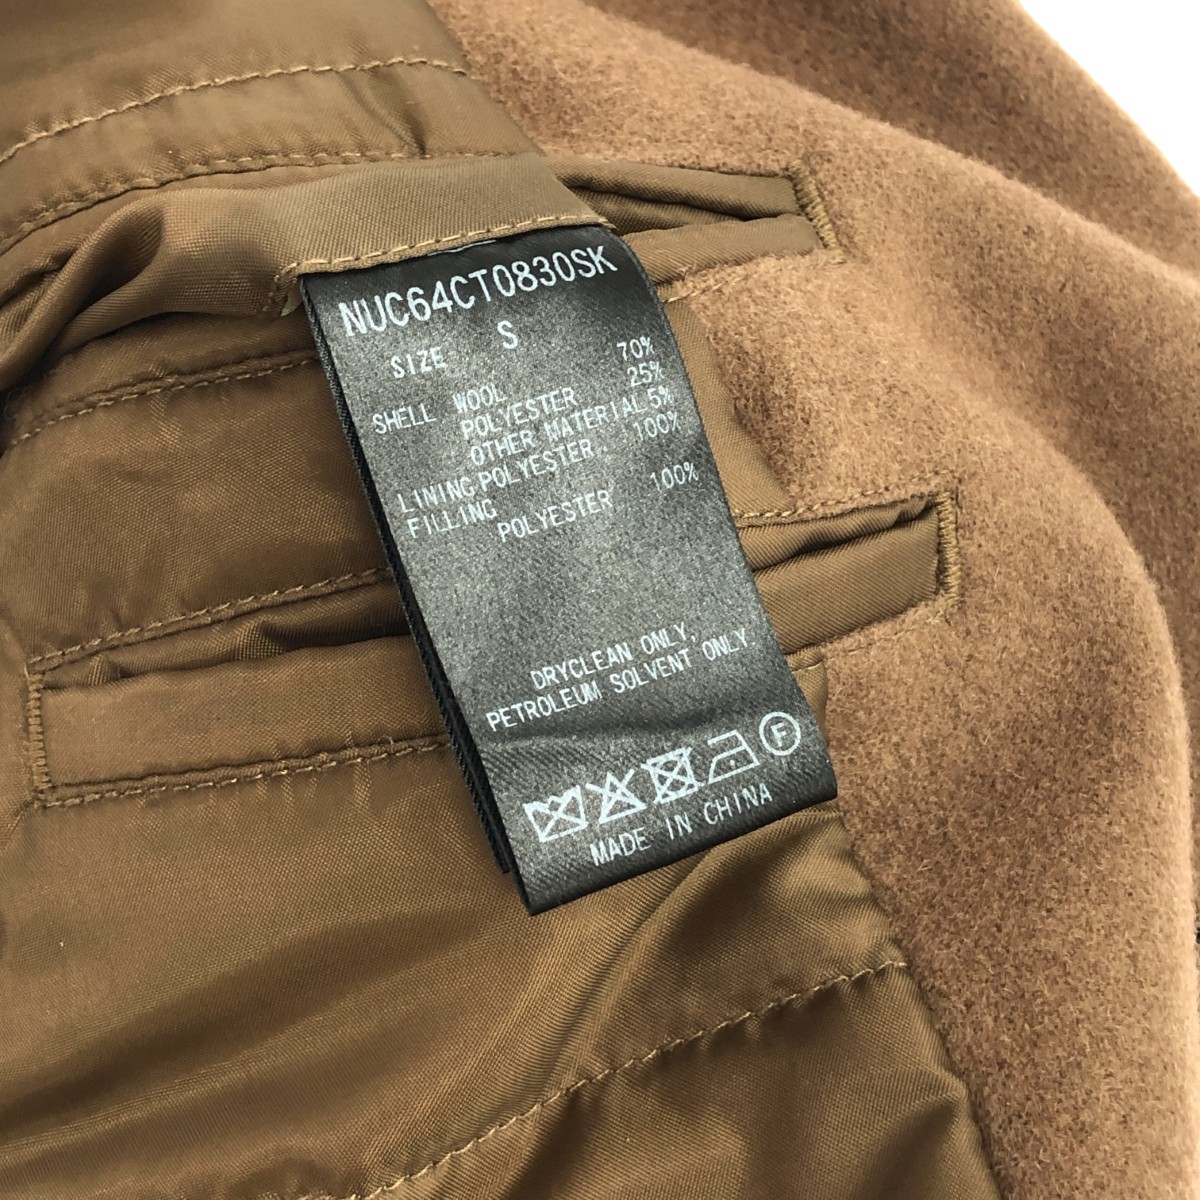 NUC64CT0830SK
SIZE S
SHELL WOOL 70%
POLYESTER 25%
OTHER MATERIAL 5%
LINING.POLYESTER 100%
FILLING
POLYESTER 100%
DRYCLEAN ONLY,
PETROLEUM SOLVENT ONLY
F
MADE IN CHINA